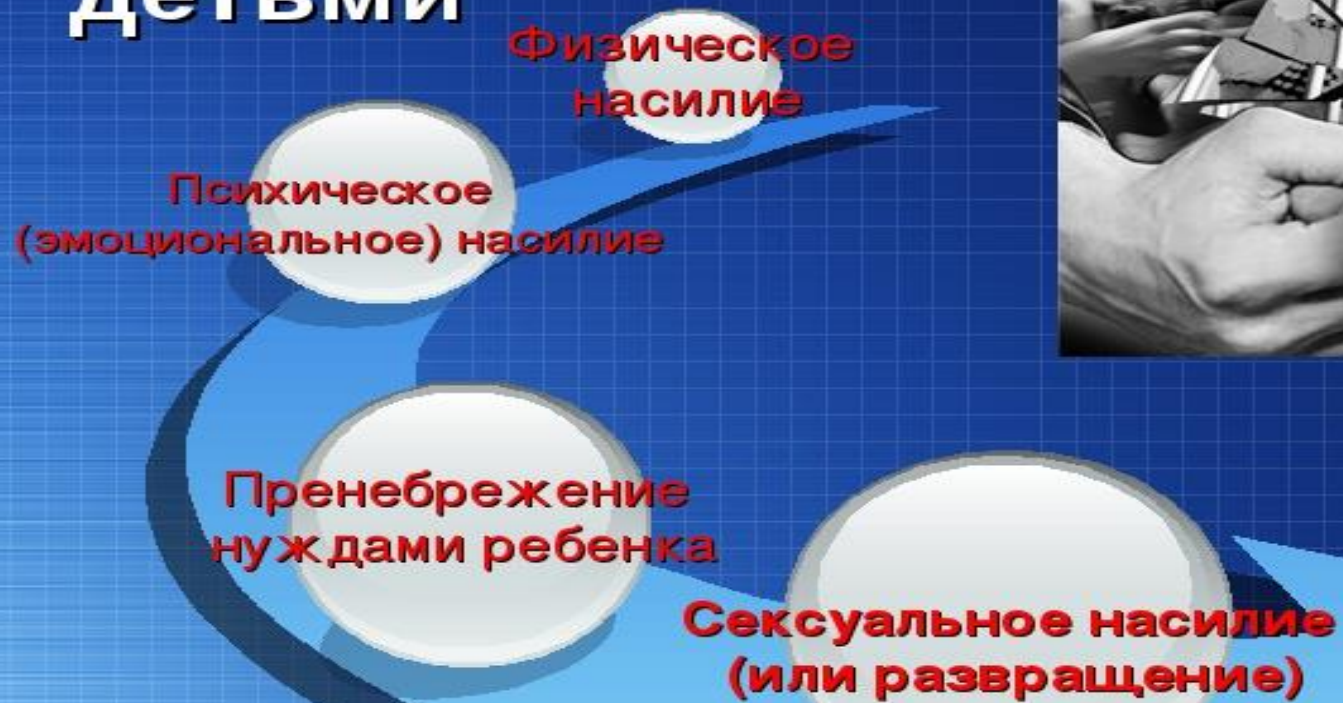 детьми
Физическое
насилие
Психическое
(эмоциональное) насилие
Пренебрежение
нуждами ребенка
Сексуальное насилие
(или развращение)